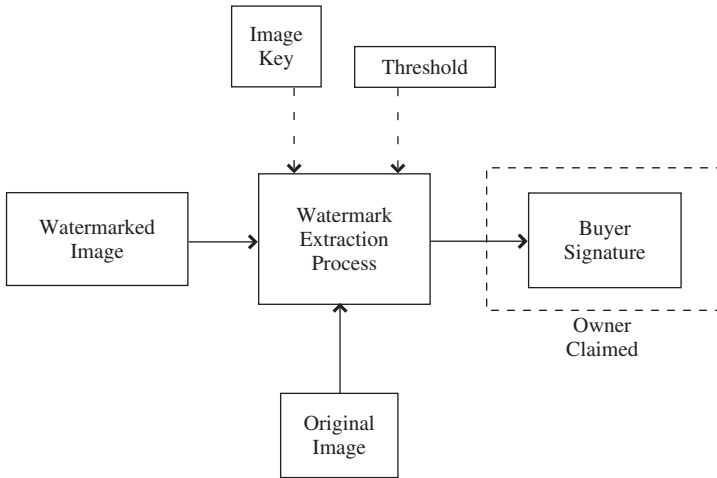 Image
Key
Threshold
Watermarked
Image
Watermark
Extraction
Process
Buyer
Signature
Owner
Claimed
Original
Image